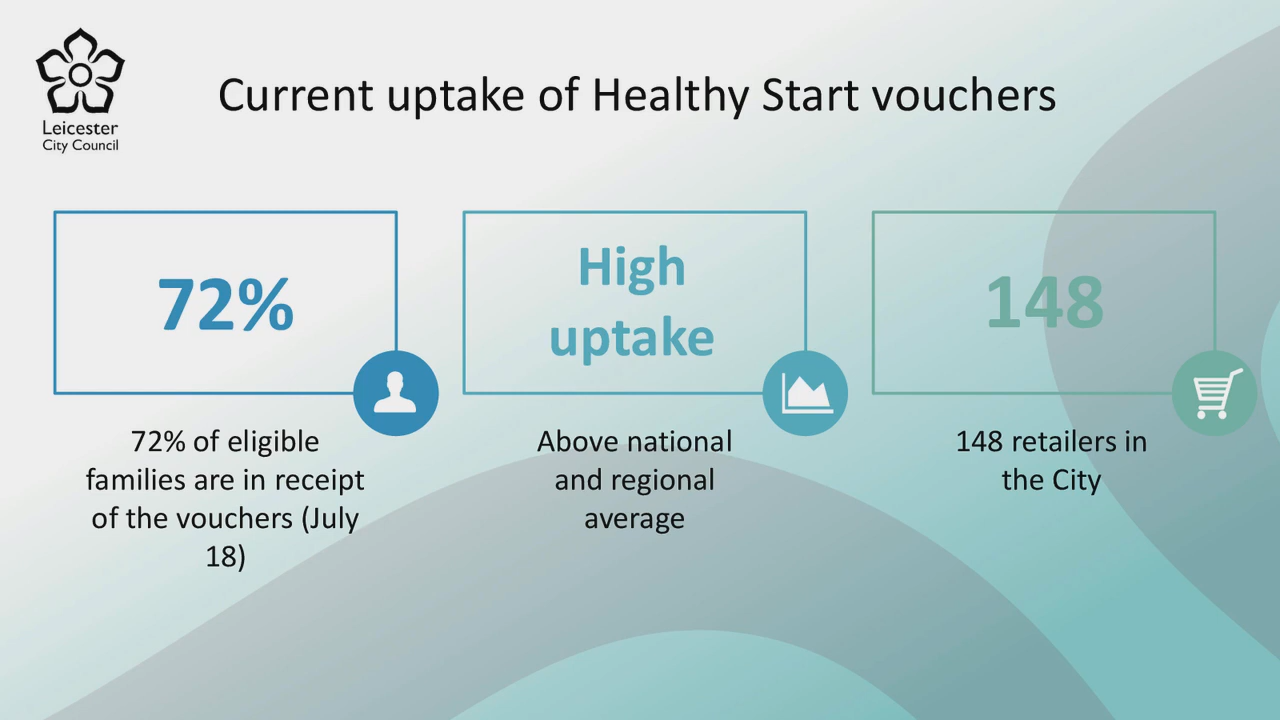 Leicester
City Council
Current uptake of Healthy Start vouchers
72%
72% of eligible
families are in receipt
of the vouchers (July
18)
High
uptake
Above national
and regional
average
148
148 retailers in
the City